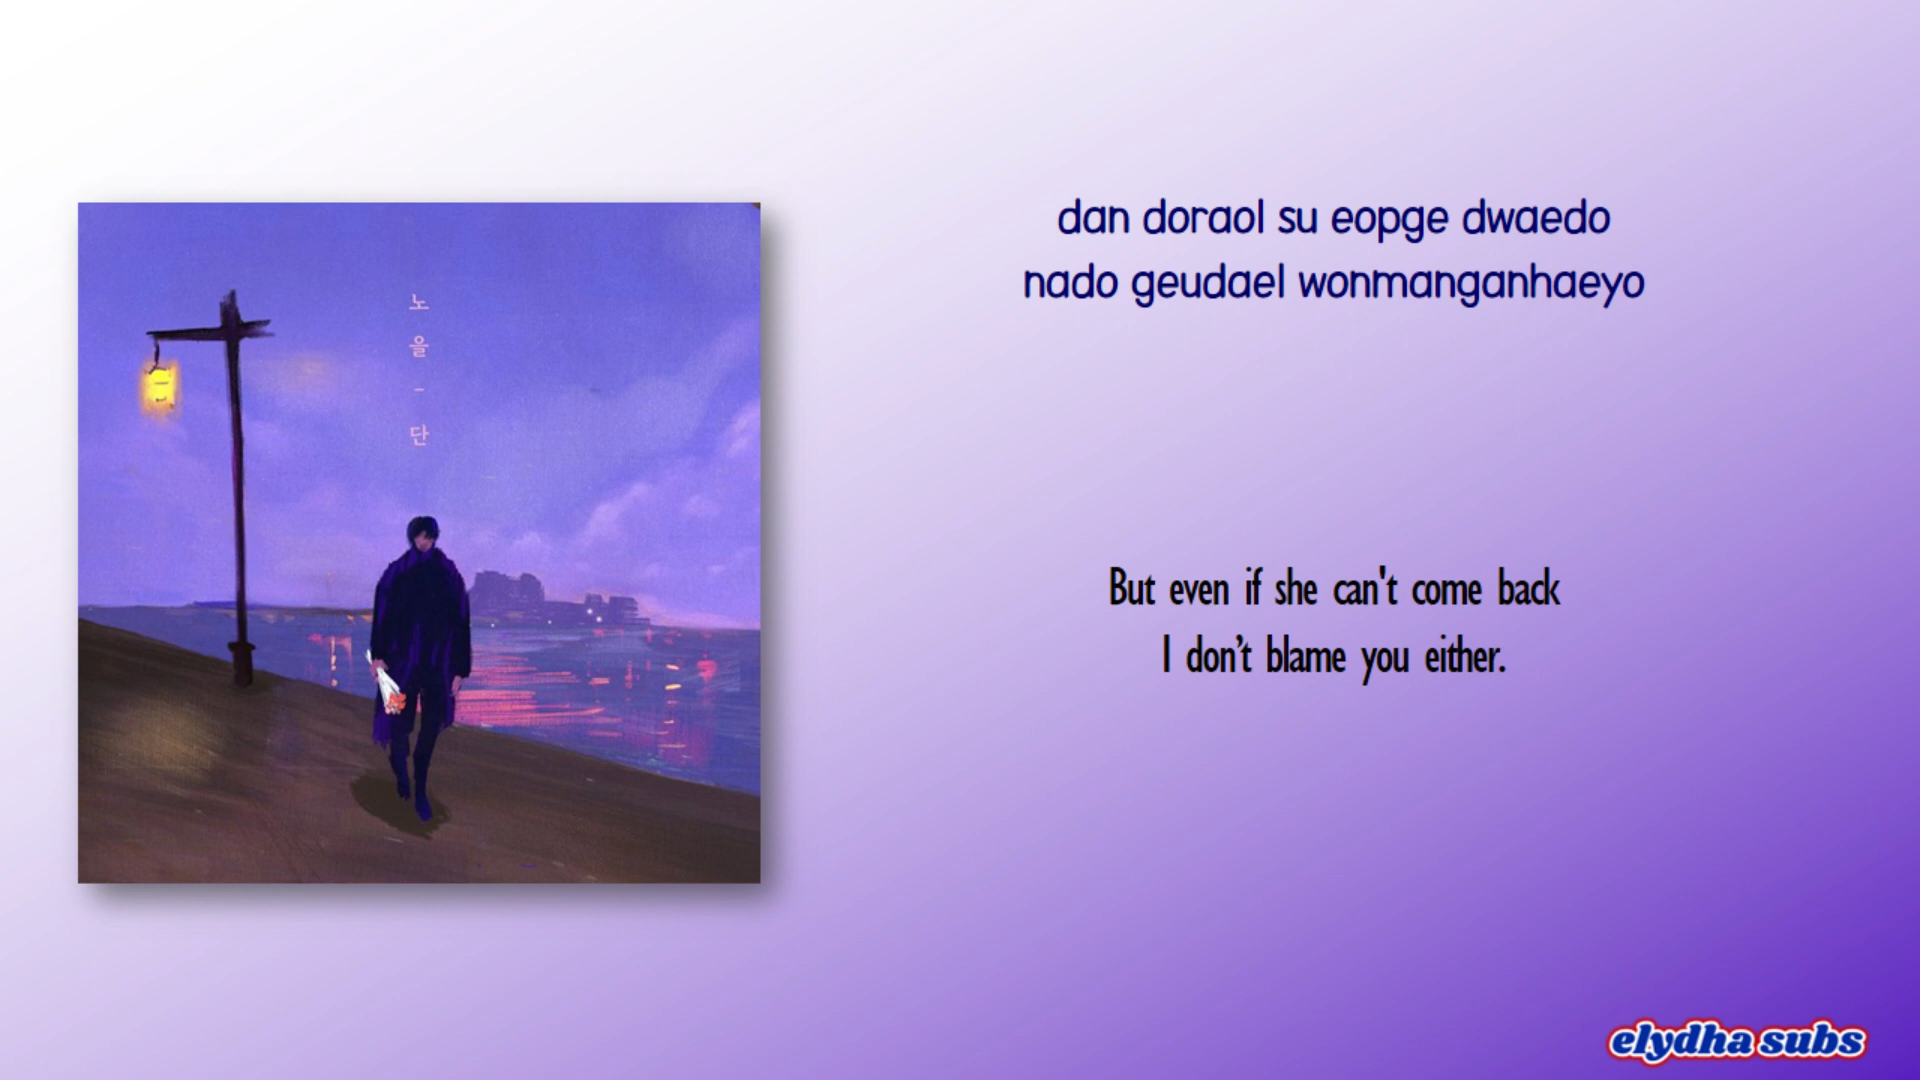 노
을
-
단
dan doraol su eopge dwaedo
nado geudael wonmanganhaeyo
But even if she can't come back
I don’t blame you either.
elydha subs